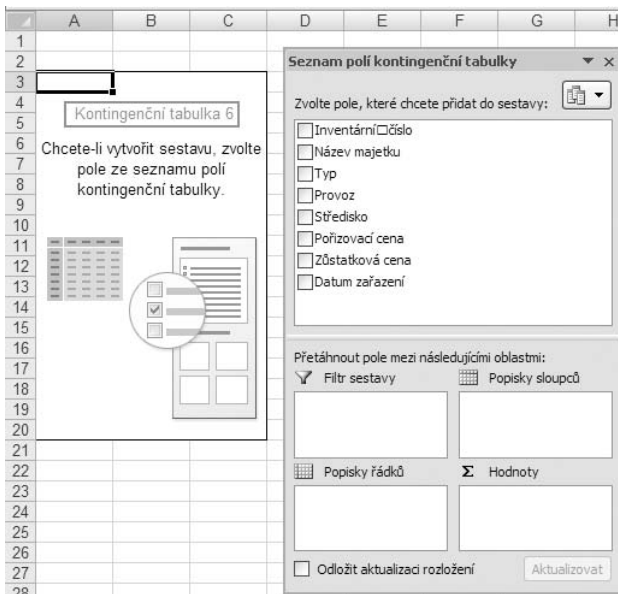 A B C D E F G H
1
2
3
4
5
6
7
8
9
10
11
12
13
14
15
16
17
18
19
20
21
22
23
24
25
26
27
28
Kontingenční tabulka 6
Chcete-li vytvořit sestavu, zvolte
pole ze seznamu polí
kontingenční tabulky.
Seznam polí kontingenční tabulky
Zvolte pole, které chcete přidat do sestavy:
Inventární□číslo
Název majetku
Typ
Provoz
Středisko
Pořizovací cena
Zůstatková cena
Datum zařazení
Přetáhnout pole mezi následujícími oblastmi:
Filtr sestavy
Popisky sloupců
Popisky řádků
Σ Hodnoty
Odložit aktualizaci rozložení
Aktualizovat